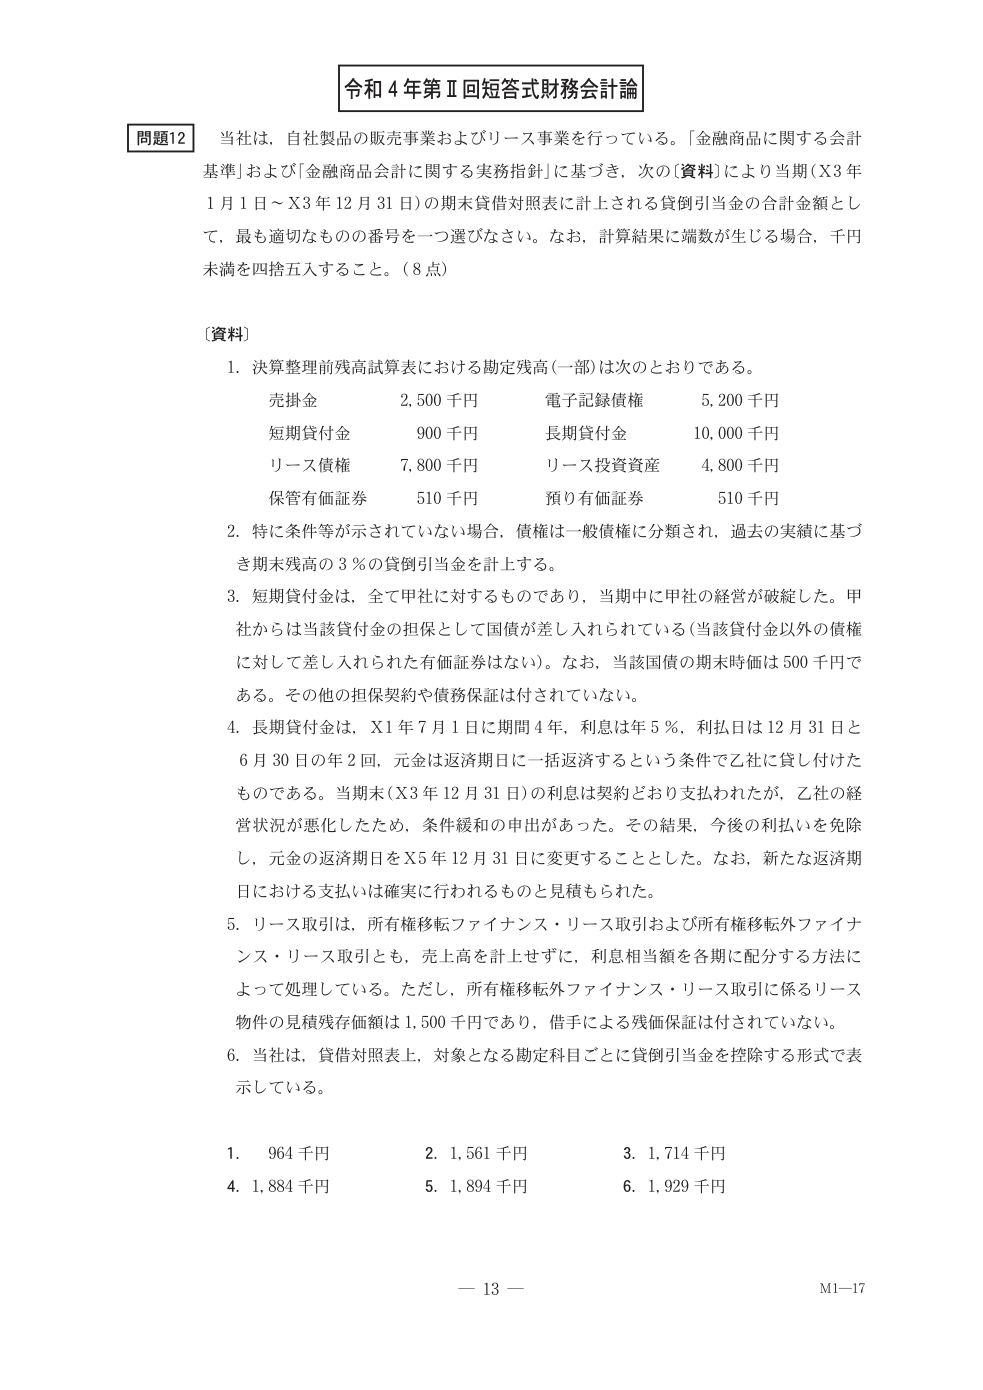 令和4年第Ⅱ回短答式財務会計論
問題12 当社は，自社製品の販売事業およびリース事業を行っている。「金融商品に関する会計
基準」および「金融商品会計に関する実務指針」に基づき，次の〔資料〕により当期(X3年
1月1日～X3年12月31日)の期末貸借対照表に計上される貸倒引当金の合計金額とし
て，最も適切なものの番号を一つ選びなさい。なお，計算結果に端数が生じる場合，千円
未満を四捨五入すること。(8点)
〔資料〕
1. 決算整理前残高試算表における勘定残高(一部)は次のとおりである。
売掛金 2,500千円 電子記録債権 5,200千円
短期貸付金 900千円 長期貸付金 10,000千円
リース債権 7,800千円 リース投資資産 4,800千円
保管有価証券 510千円 預り有価証券 510千円
2. 特に条件等が示されていない場合，債権は一般債権に分類され，過去の実績に基づ
き期末残高の3％の貸倒引当金を計上する。
3. 短期貸付金は，全て甲社に対するものであり，当期中に甲社の経営が破綻した。甲
社からは当該貸付金の担保として国債が差し入れられている(当該貸付金以外の債権
に対して差し入れられた有価証券はない)。なお，当該国債の期末時価は500千円で
ある。その他の担保契約や債務保証は付されていない。
4. 長期貸付金は，X1年7月1日に期間4年，利息は年5％，利払日は12月31日と
6月30日の年2回，元金は返済期日に一括返済するという条件で乙社に貸し付けた
ものである。当期末(X3年12月31日)の利息は契約どおり支払われたが，乙社の経
営状況が悪化したため，条件緩和の申出があった。その結果，今後の利払いを免除
し，元金の返済期日をX5年12月31日に変更することとした。なお，新たな返済期
日における支払いは確実に行われるものと見積もられた。
5. リース取引は，所有権移転ファイナンス・リース取引および所有権移転外ファイナ
ンス・リース取引とも，売上高を計上せずに，利息相当額を各期に配分する方法に
よって処理している。ただし，所有権移転外ファイナンス・リース取引に係るリース
物件の見積残存価額は1,500千円であり，借手による残価保証は付されていない。
6. 当社は，貸借対照表上，対象となる勘定科目ごとに貸倒引当金を控除する形式で表
示している。
1. 964千円 2. 1,561千円 3. 1,714千円
4. 1,884千円 5. 1,894千円 6. 1,929千円
— 13 — M1—17